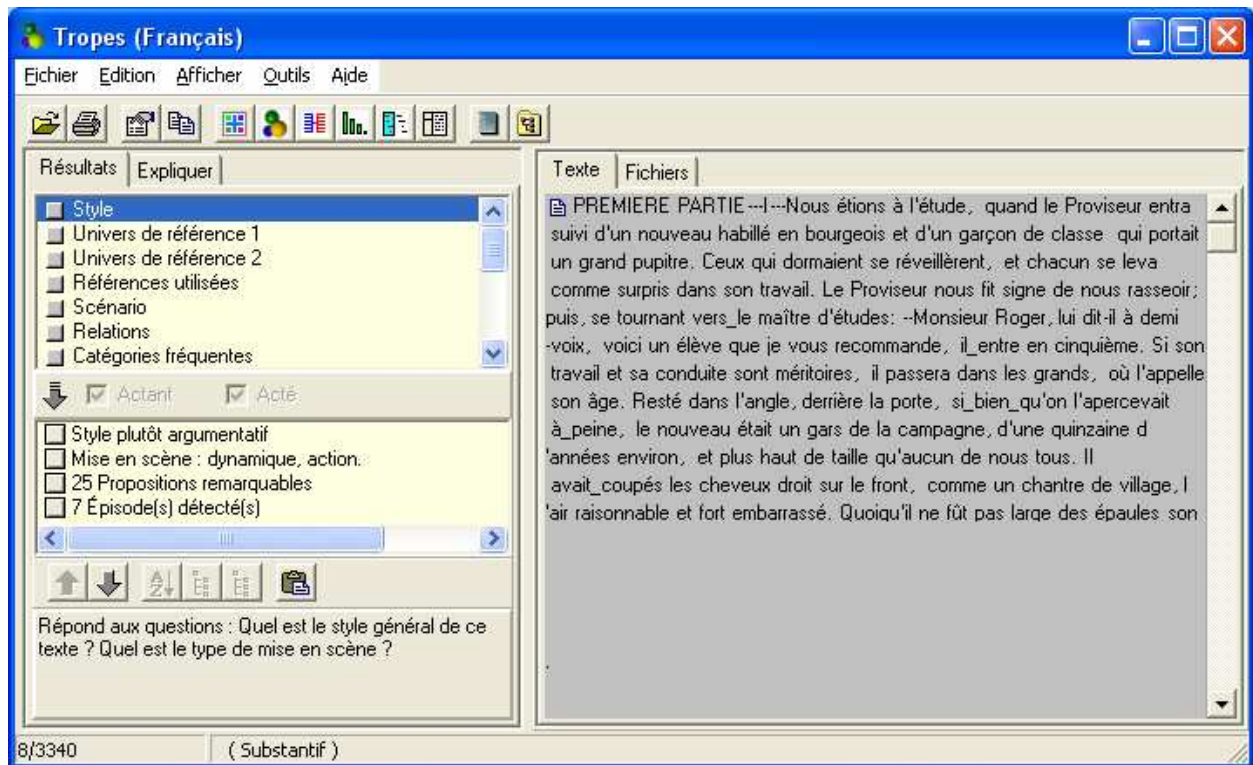 Tropes (Français)
Fichier Edition Afficher Outils Aide
Résultats Expliquer
Style
Univers de référence 1
Univers de référence 2
Références utilisées
Scénario
Relations
Catégories fréquentes
Actant Acté
Style plutôt argumentatif
Mise en scène : dynamique, action.
25 Propositions remarquables
7 Épisode(s) détecté(s)
Répond aux questions : Quel est le style général de ce
texte ? Quel est le type de mise en scène ?
Texte Fichiers
PREMIERE PARTIE---I---Nous étions à l'étude, quand le Proviseur entra
suivi d'un nouveau habillé en bourgeois et d'un garçon de classe qui portait
un grand pupitre. Ceux qui dormaient se réveillèrent, et chacun se leva
comme surpris dans son travail. Le Proviseur nous fit signe de nous rasseoir;
puis, se tournant vers_le maître d'études: --Monsieur Roger, lui dit-il à demi
-voix, voici un élève que je vous recommande, il_entre en cinquième. Si son
travail et sa conduite sont méritoires, il passera dans les grands, où l'appelle
son âge. Resté dans l'angle, derrière la porte, si_bien_qu'on l'apercevait
à_peine, le nouveau était un gars de la campagne, d'une quinzaine d
'années environ, et plus haut de taille qu'aucun de nous tous. Il
avait_coupés les cheveux droit sur le front, comme un chantre de village, l
'air raisonnable et fort embarrassé. Quoiqu'il ne fût pas large des épaules son
8/3340 ( Substantif )